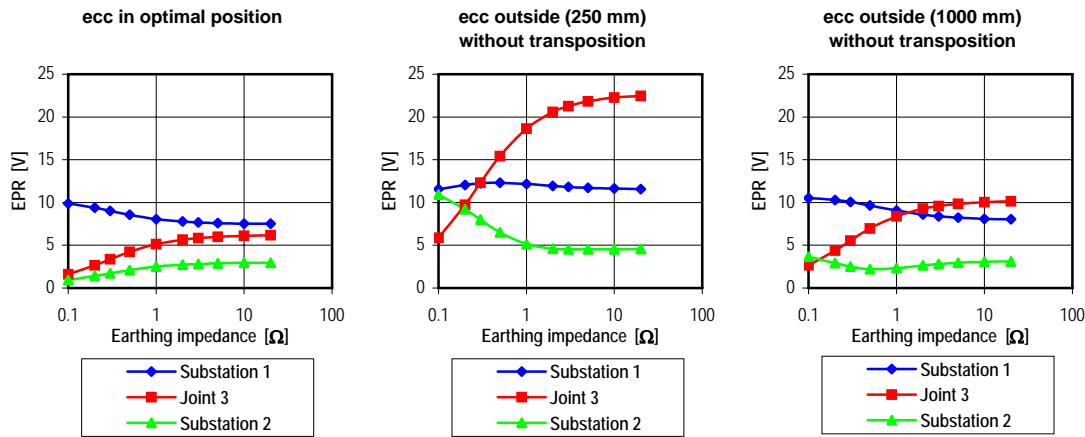 ecc in optimal position
25
20
15
10
5
0
EPR [V]
0.1
1
10
100
Earthing impedance [Ω]
Substation 1
Joint 3
Substation 2
ecc outside (250 mm)
without transposition
25
20
15
10
5
0
EPR [V]
0.1
1
10
100
Earthing impedance [Ω]
Substation 1
Joint 3
Substation 2
ecc outside (1000 mm)
without transposition
25
20
15
10
5
0
EPR [V]
0.1
1
10
100
Earthing impedance [Ω]
Substation 1
Joint 3
Substation 2